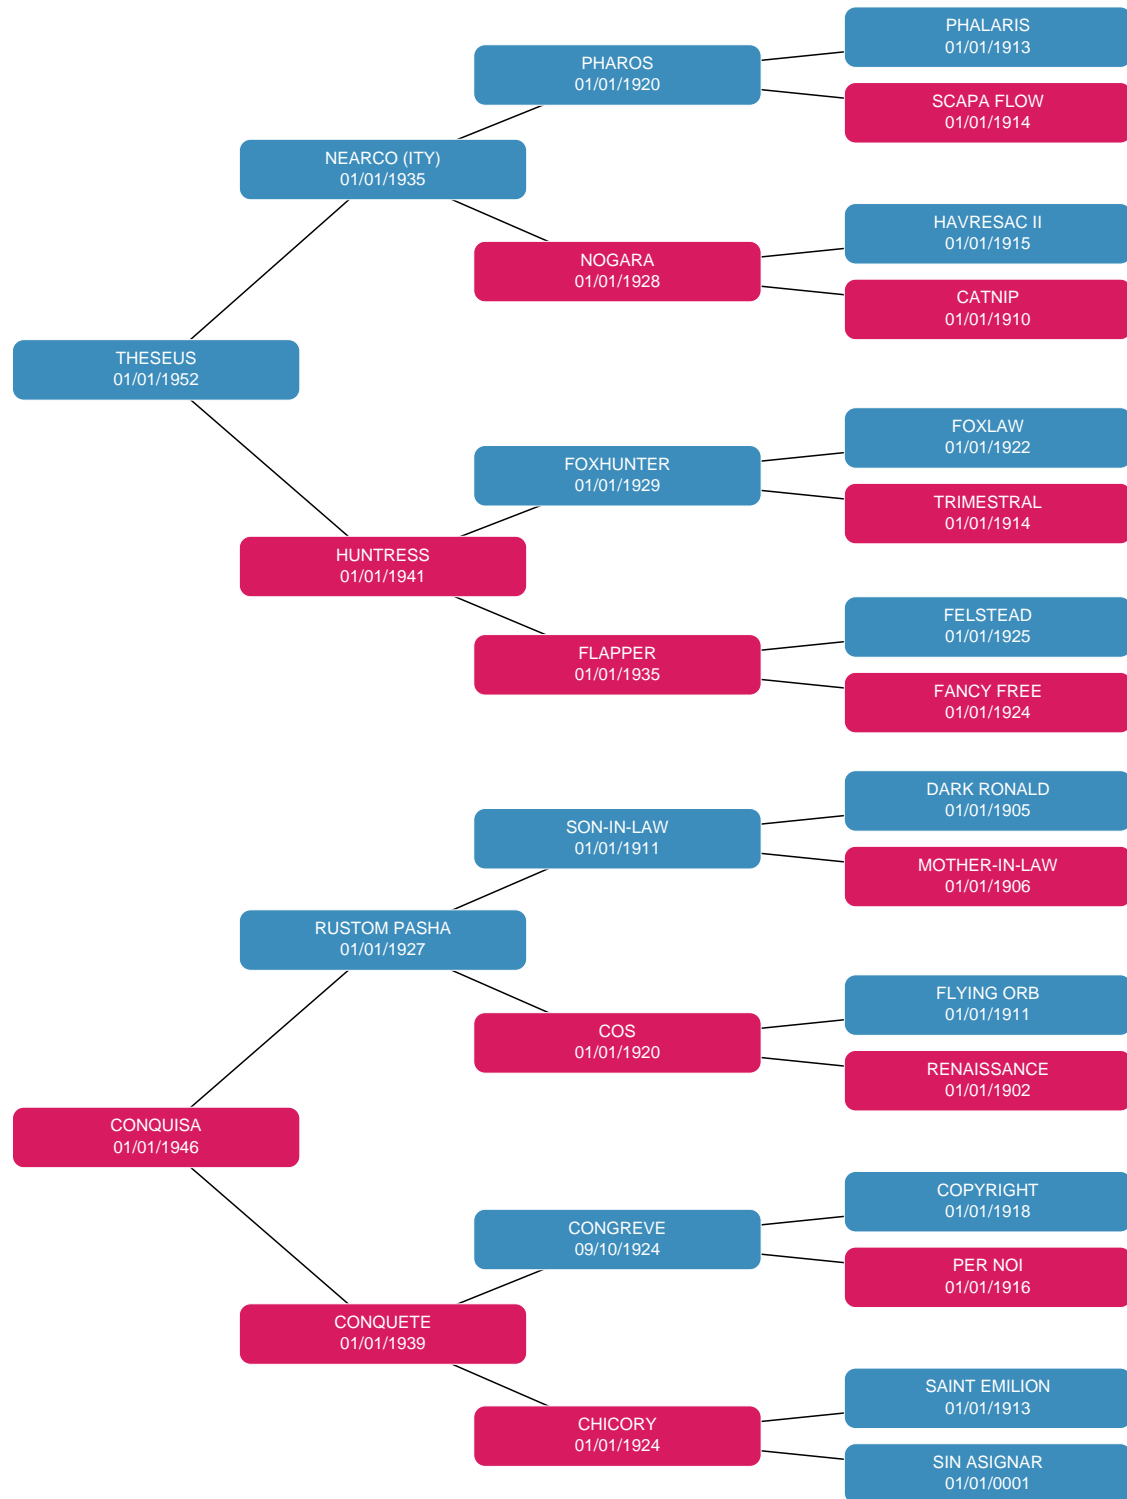 PHALARIS
01/01/1913
PHAROS
01/01/1920
SCAPA FLOW
01/01/1914
NEARCO (ITY)
01/01/1935
HAVRESAC II
01/01/1915
NOGARA
01/01/1928
CATNIP
01/01/1910
THESEUS
01/01/1952
FOXLAW
01/01/1922
FOXHUNTER
01/01/1929
TRIMESTRAL
01/01/1914
HUNTRESS
01/01/1941
FELSTEAD
01/01/1925
FLAPPER
01/01/1935
FANCY FREE
01/01/1924
DARK RONALD
01/01/1905
SON-IN-LAW
01/01/1911
MOTHER-IN-LAW
01/01/1906
RUSTOM PASHA
01/01/1927
FLYING ORB
01/01/1911
COS
01/01/1920
RENAISSANCE
01/01/1902
CONQUISA
01/01/1946
COPYRIGHT
01/01/1918
CONGREVE
09/10/1924
PER NOI
01/01/1916
CONQUETE
01/01/1939
SAINT EMILION
01/01/1913
CHICORY
01/01/1924
SIN ASIGNAR
01/01/0001